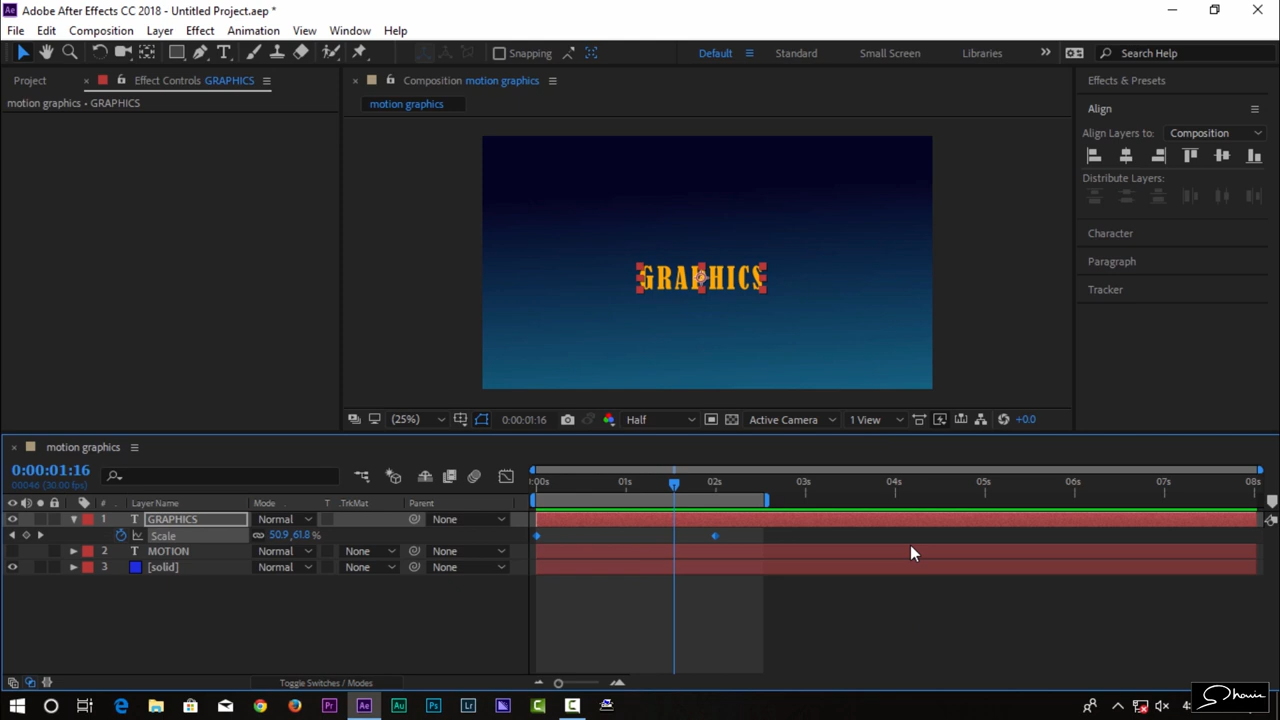 Adobe After Effects CC 2018 - Untitled Project.aep *
File Edit Composition Layer Effect Animation View Window Help
Snapping Default Standard Small Screen Libraries Search Help
Project Effect Controls GRAPHICS
Composition motion graphics
Effects & Presets
motion graphics • GRAPHICS
motion graphics
Align
Align Layers to: Composition
Distribute Layers:
Character
Paragraph
Tracker
GRAPHICS
(25%) 0:00:01:16 Half Active Camera 1 View +0.0
motion graphics
0:00:01:16
00046 (30.00 fps)
:00s 01s 02s 03s 04s 05s 06s 07s 08s
# Layer Name Mode T .TrkMat Parent
1 T GRAPHICS Normal None
Scale 50.9,61.8 %
2 T MOTION Normal None None
3 [solid] Normal None None
Toggle Switches / Modes